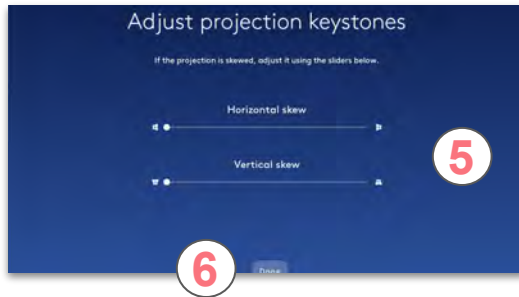 Adjust projection keystones
If the projection is skewed, adjust it using the sliders below.
Horizontal skew
Vertical skew
5
6
Done